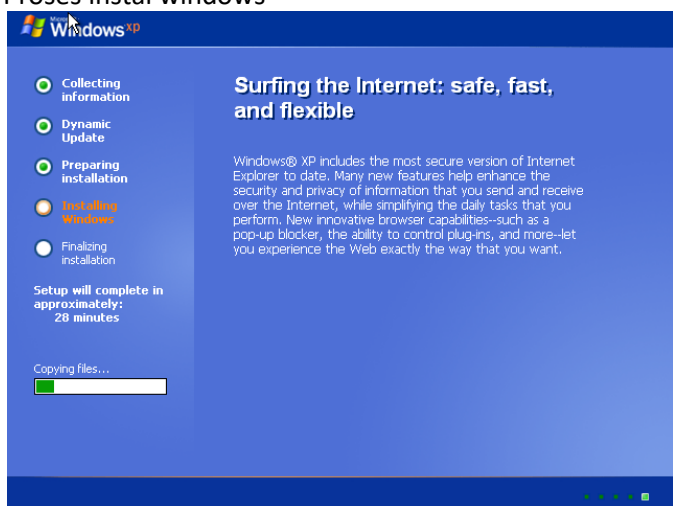 Proses instal windows
Microsoft
Windows xp
Collecting
information
Dynamic
Update
Preparing
installation
Installing
Windows
Finalizing
installation
Setup will complete in
approximately:
28 minutes
Copying files...
Surfing the Internet: safe, fast,
and flexible
Windows® XP includes the most secure version of Internet
Explorer to date. Many new features help enhance the
security and privacy of information that you send and receive
over the Internet, while simplifying the daily tasks that you
perform. New innovative browser capabilities--such as a
pop-up blocker, the ability to control plug-ins, and more--let
you experience the Web exactly the way that you want.